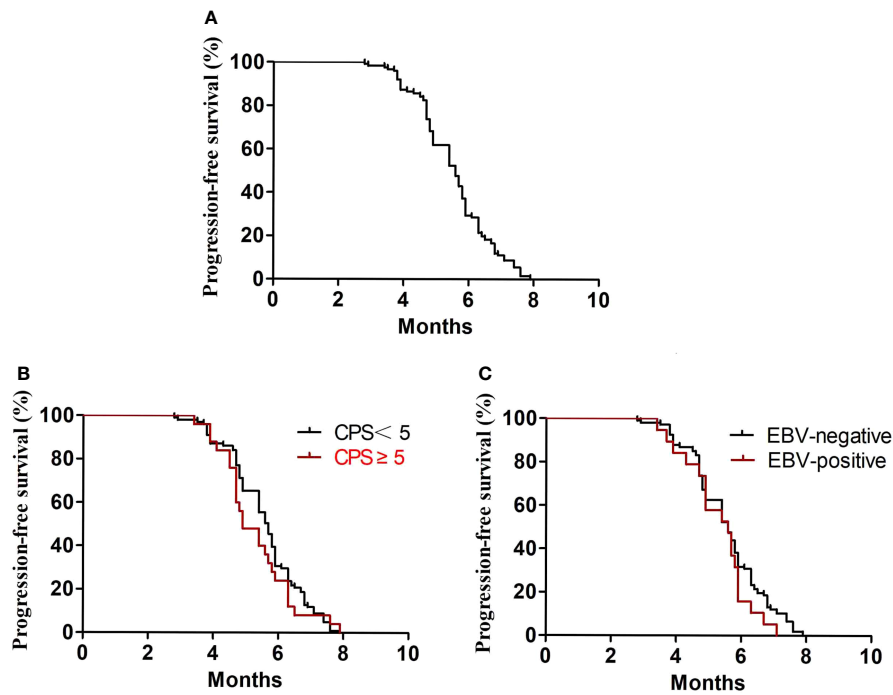 A
Progression-free survival (%)
100
80
60
40
20
0
0 2 4 6 8 10
Months
B
Progression-free survival (%)
100
80
60
40
20
0
CPS< 5
CPS≥ 5
0 2 4 6 8 10
Months
C
Progression-free survival (%)
100
80
60
40
20
0
EBV-negative
EBV-positive
0 2 4 6 8 10
Months